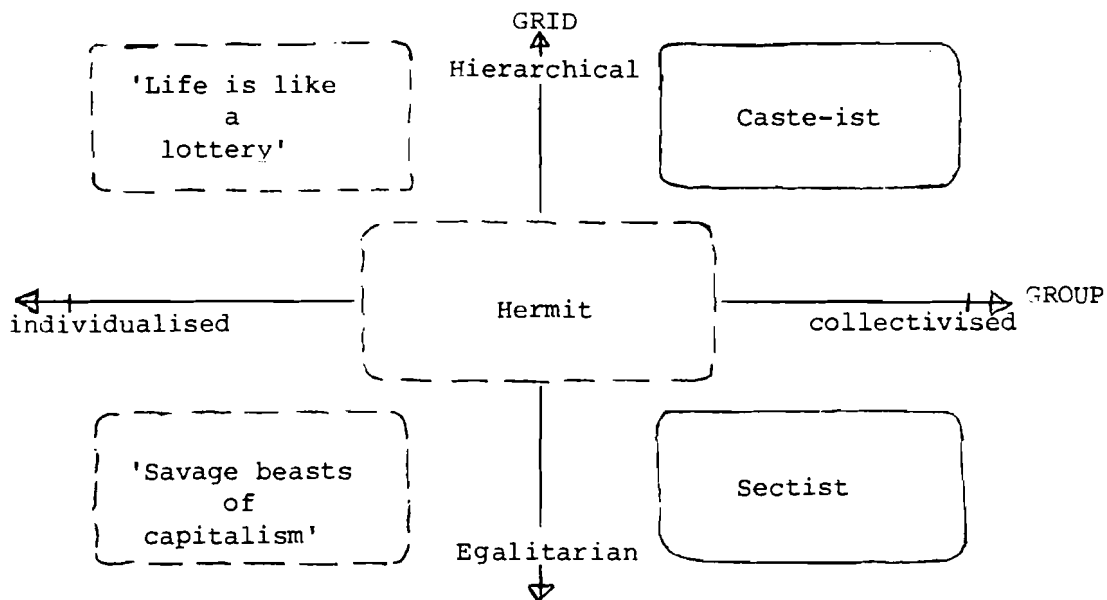 GRID
Hierarchical
'Life is like
a
lottery'
Caste-ist
Hermit
individualised
collectivised
GROUP
'Savage beasts
of
capitalism'
Sectist
Egalitarian